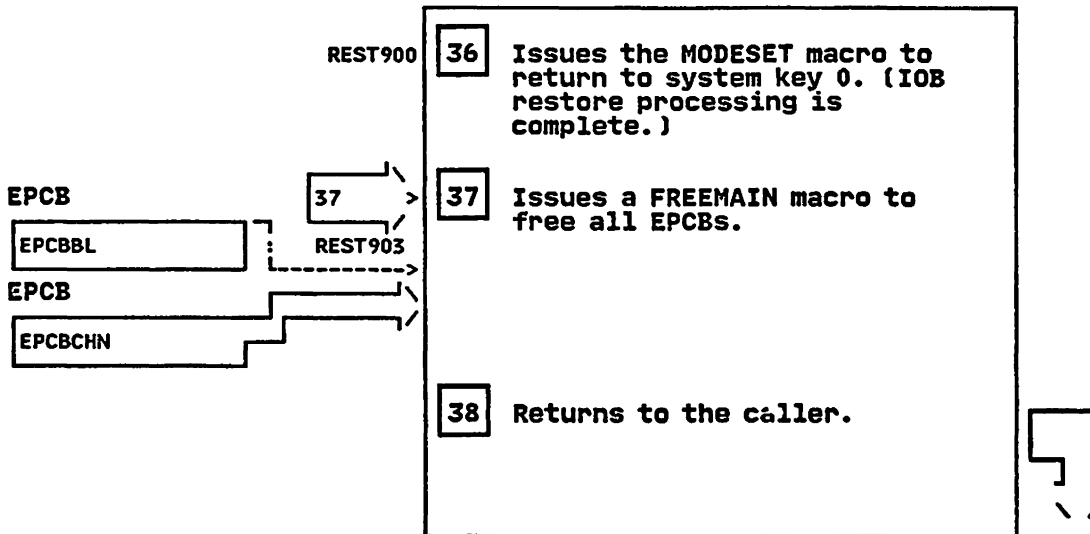 REST900
36 Issues the MODESET macro to
return to system key 0. (IOB
restore processing is
complete.)
EPCB
37
37 Issues a FREEMAIN macro to
free all EPCBs.
EPCBBL
REST903
EPCB
EPCBCHN
38 Returns to the caller.